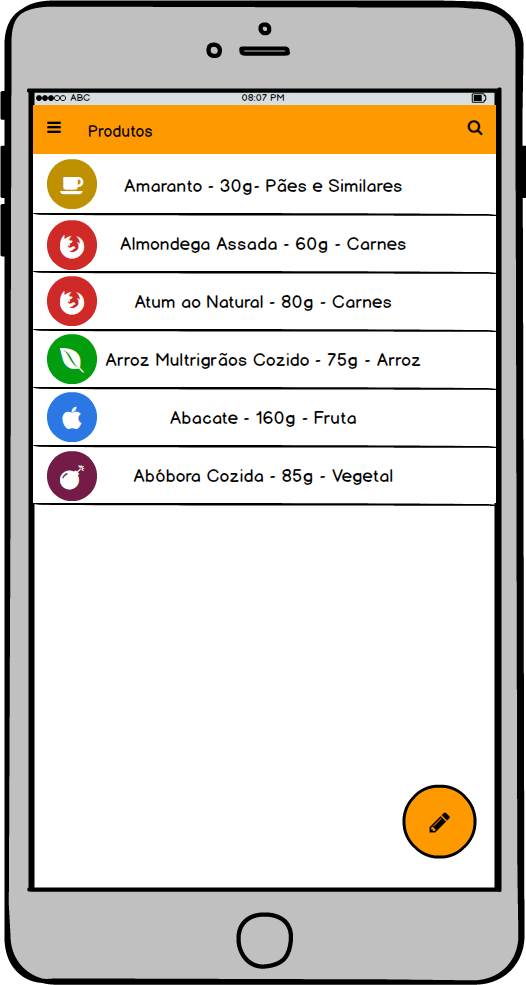 ABC 08:07 PM
Produtos
Amaranto - 30g- Pães e Similares
Almondega Assada - 60g - Carnes
Atum ao Natural - 80g - Carnes
Arroz Multrigrãos Cozido - 75g - Arroz
Abacate - 160g - Fruta
Abóbora Cozida - 85g - Vegetal